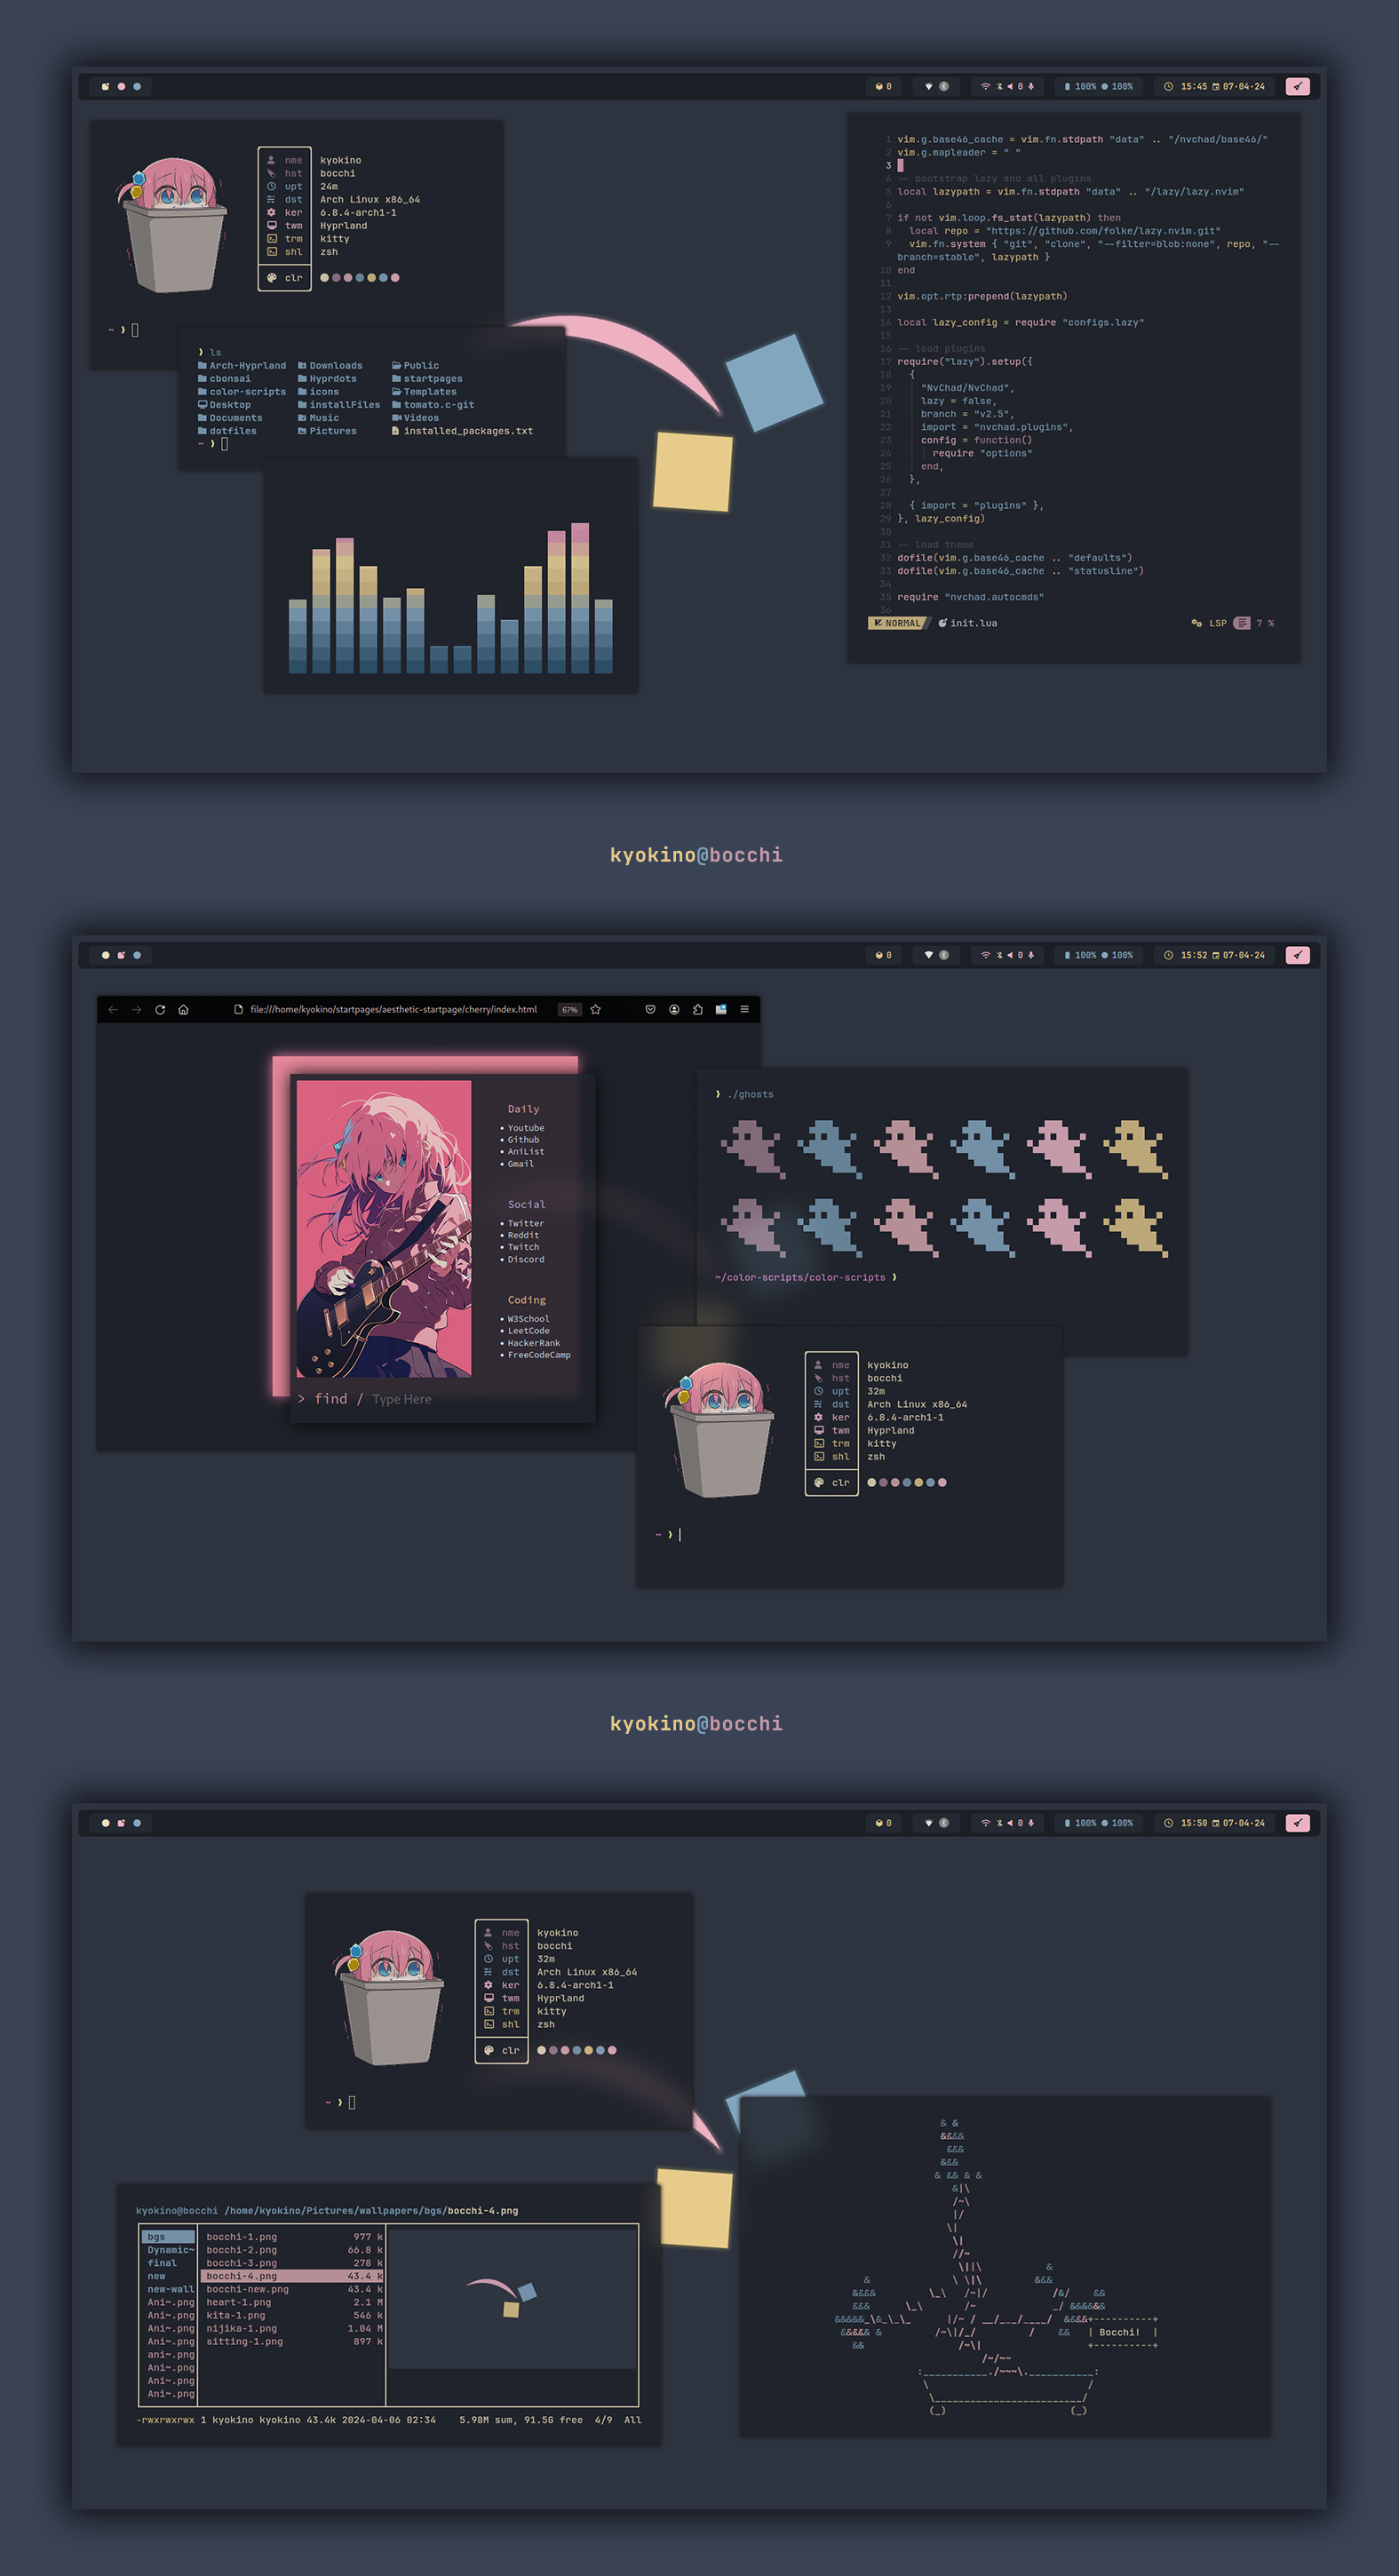 0
0
100% 100%
15:45 07·04·24
nme kyokino
hst bocchi
upt 24m
dst Arch Linux x86_64
ker 6.8.4-arch1-1
twm Hyprland
trm kitty
shl zsh
clr
~ ❯
❯ ls
Arch-Hyprland Downloads Public
cbonsai Hyprdots startpages
color-scripts icons Templates
Desktop installFiles tomato.c-git
Documents Music Videos
dotfiles Pictures installed_packages.txt
~ ❯
1 vim.g.base46_cache = vim.fn.stdpath "data" .. "/nvchad/base46/"
2 vim.g.mapleader = " "
3
4 -- bootstrap lazy and all plugins
5 local lazypath = vim.fn.stdpath "data" .. "/lazy/lazy.nvim"
6
7 if not vim.loop.fs_stat(lazypath) then
8 local repo = "https://github.com/folke/lazy.nvim.git"
9 vim.fn.system { "git", "clone", "--filter=blob:none", repo, "--
branch=stable", lazypath }
10 end
11
12 vim.opt.rtp:prepend(lazypath)
13
14 local lazy_config = require "configs.lazy"
15
16 -- load plugins
17 require("lazy").setup({
18 {
19 "NvChad/NvChad",
20 lazy = false,
21 branch = "v2.5",
22 import = "nvchad.plugins",
23 config = function()
24 require "options"
25 end,
26 },
27
28 { import = "plugins" },
29 }, lazy_config)
30
31 -- load theme
32 dofile(vim.g.base46_cache .. "defaults")
33 dofile(vim.g.base46_cache .. "statusline")
34
35 require "nvchad.autocmds"
36
NORMAL init.lua LSP 7 %
kyokino@bocchi
0
0
100% 100%
15:52 07·04·24
file:///home/kyokino/startpages/aesthetic-startpage/cherry/index.html 67%
Daily
• Youtube
• Github
• AniList
• Gmail
Social
• Twitter
• Reddit
• Twitch
• Discord
Coding
• W3School
• LeetCode
• HackerRank
• FreeCodeCamp
> find / Type Here
❯ ./ghosts
~/color-scripts/color-scripts ❯
nme kyokino
hst bocchi
upt 32m
dst Arch Linux x86_64
ker 6.8.4-arch1-1
twm Hyprland
trm kitty
shl zsh
clr
~ ❯
kyokino@bocchi
0
0
100% 100%
15:50 07·04·24
nme kyokino
hst bocchi
upt 32m
dst Arch Linux x86_64
ker 6.8.4-arch1-1
twm Hyprland
trm kitty
shl zsh
clr
~ ❯
kyokino@bocchi /home/kyokino/Pictures/wallpapers/bgs/bocchi-4.png
bgs bocchi-1.png 977 k
Dynamic~ bocchi-2.png 66.8 k
final bocchi-3.png 278 k
new bocchi-4.png 43.4 k
new-wall bocchi-new.png 43.4 k
Ani~.png heart-1.png 2.1 M
Ani~.png kita-1.png 546 k
Ani~.png nijika-1.png 1.04 M
Ani~.png sitting-1.png 897 k
ani~.png
Ani~.png
Ani~.png
Ani~.png
-rwxrwxrwx 1 kyokino kyokino 43.4k 2024-04-06 02:34 5.98M sum, 91.5G free 4/9 All
Bocchi!